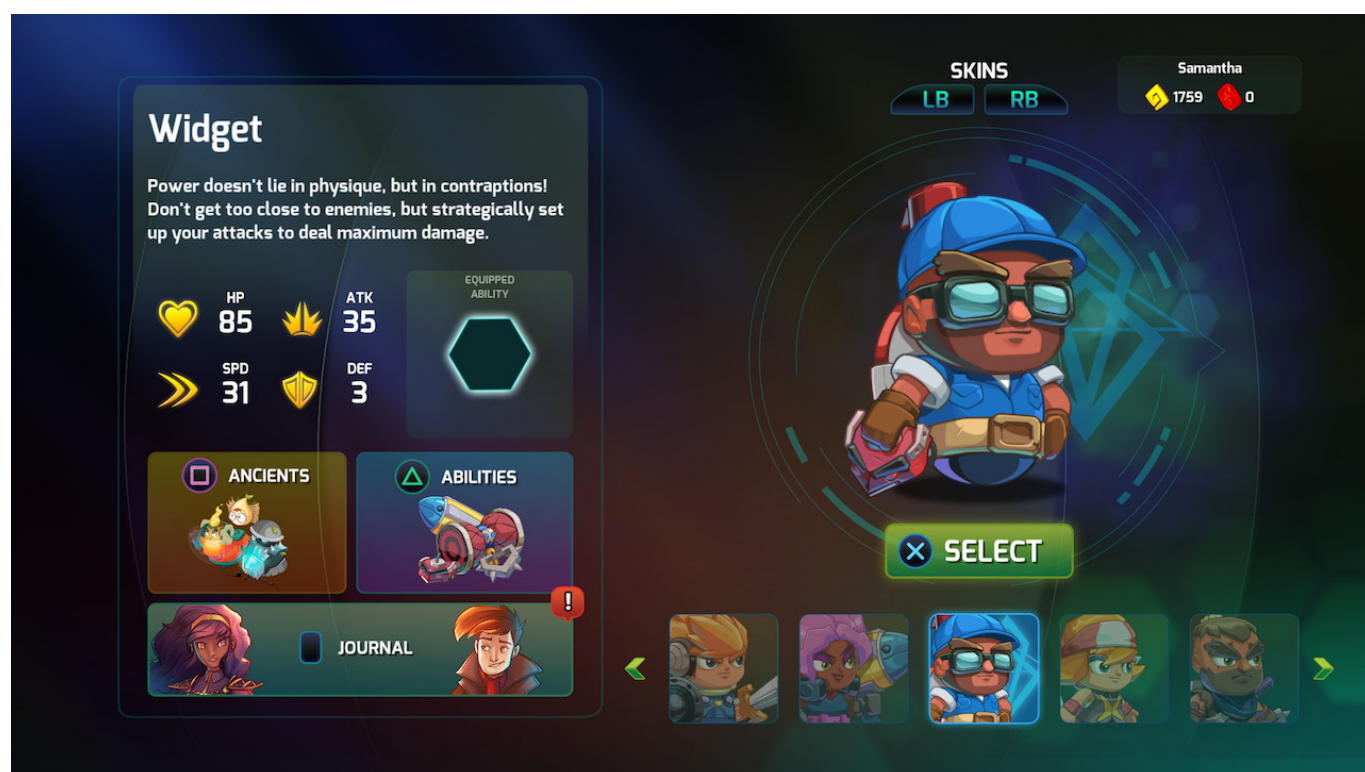 SKINS
LB RB
Samantha
1759 0
Widget
Power doesn't lie in physique, but in contraptions!
Don't get too close to enemies, but strategically set
up your attacks to deal maximum damage.
HP
85
ATK
35
SPD
31
DEF
3
EQUIPPED
ABILITY
ANCIENTS
ABILITIES
!
JOURNAL
SELECT